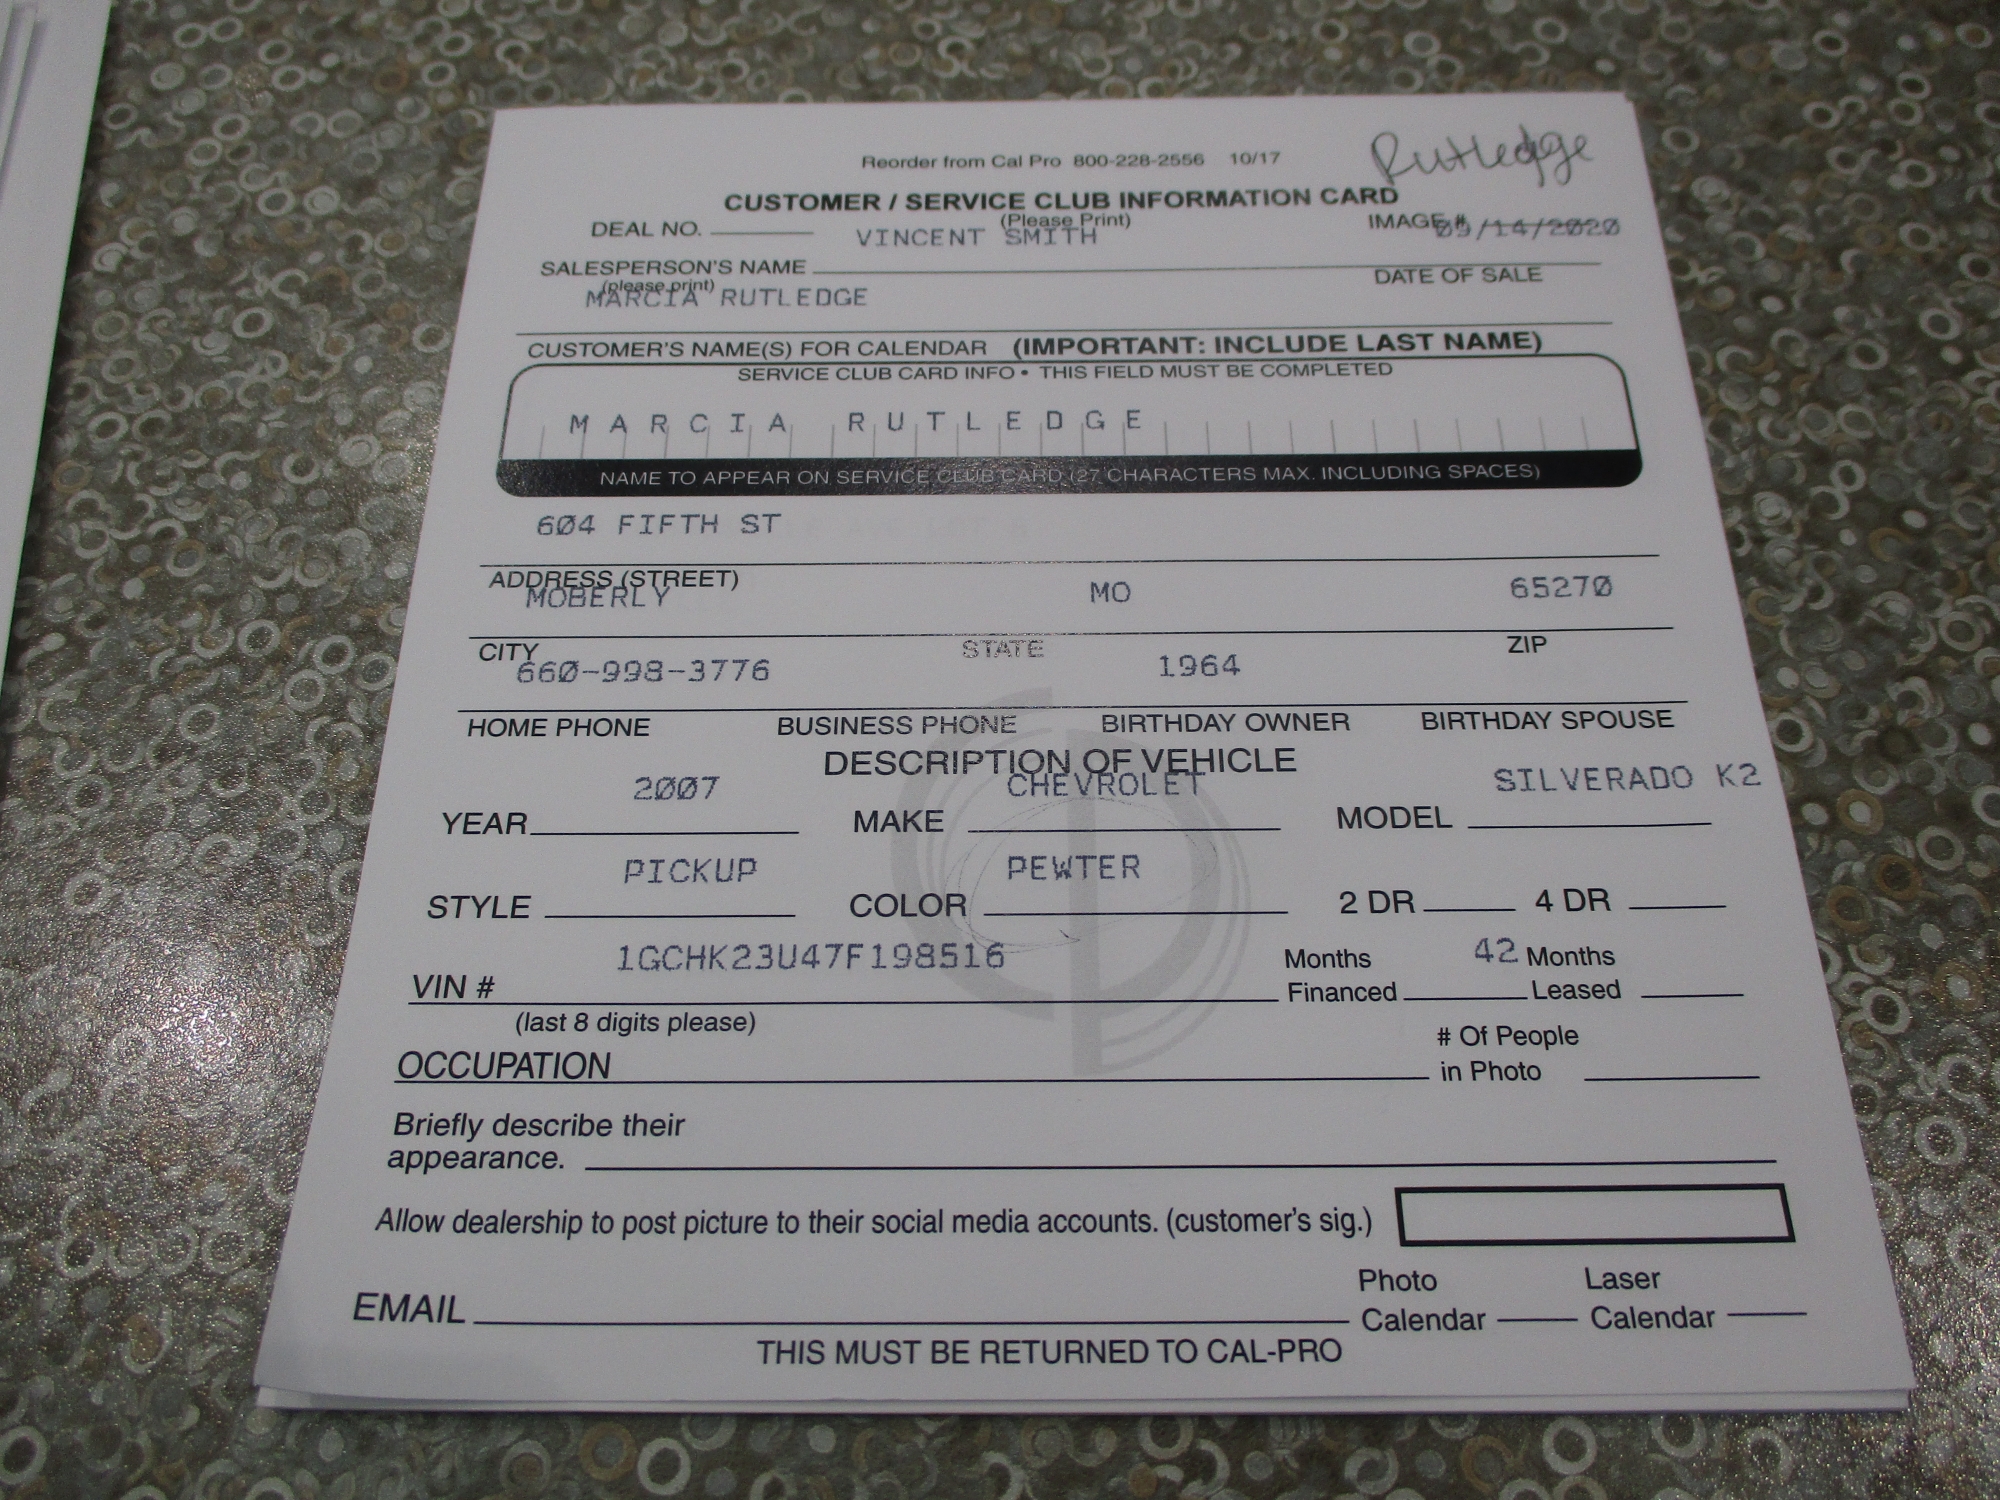 Rutledge
Reorder from Cal Pro 800-228-2556 10/17
CUSTOMER / SERVICE CLUB INFORMATION CARD
(Please Print)
DEAL NO. VINCENT SMITH IMAGE # /14/2020
SALESPERSON'S NAME DATE OF SALE
(please print)
MARCIA RUTLEDGE
CUSTOMER'S NAME(S) FOR CALENDAR (IMPORTANT: INCLUDE LAST NAME)
SERVICE CLUB CARD INFO • THIS FIELD MUST BE COMPLETED
MARCIA RUTLEDGE
NAME TO APPEAR ON SERVICE CLUB CARD (27 CHARACTERS MAX. INCLUDING SPACES)
604 FIFTH ST
ADDRESS (STREET)
MOBERLY MO 65270
CITY STATE ZIP
660-998-3776 1964
HOME PHONE BUSINESS PHONE BIRTHDAY OWNER BIRTHDAY SPOUSE
DESCRIPTION OF VEHICLE
2007 CHEVROLET SILVERADO K2
YEAR MAKE MODEL
PICKUP PEWTER
STYLE COLOR 2 DR 4 DR
1GCHK23U47F198516 Months 42 Months
VIN # Financed Leased
(last 8 digits please)
# Of People
OCCUPATION in Photo
Briefly describe their
appearance.
Allow dealership to post picture to their social media accounts. (customer's sig.)
Photo Laser
EMAIL Calendar Calendar
THIS MUST BE RETURNED TO CAL-PRO